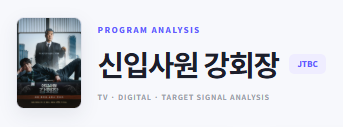 PROGRAM ANALYSIS
신입사원 강회장
JTBC
TV · DIGITAL · TARGET SIGNAL ANALYSIS